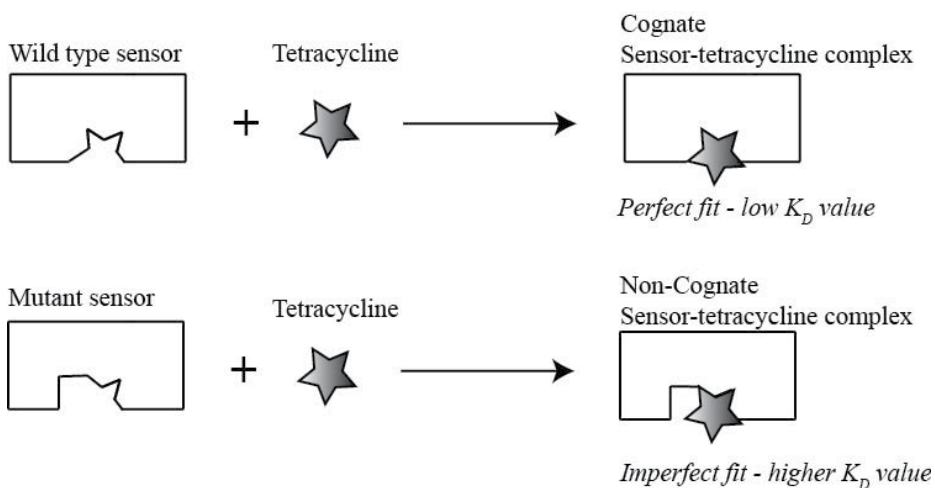 Wild type sensor
+
Tetracycline
Cognate
Sensor-tetracycline complex
Perfect fit - low K_D value
Mutant sensor
+
Tetracycline
Non-Cognate
Sensor-tetracycline complex
Imperfect fit - higher K_D value